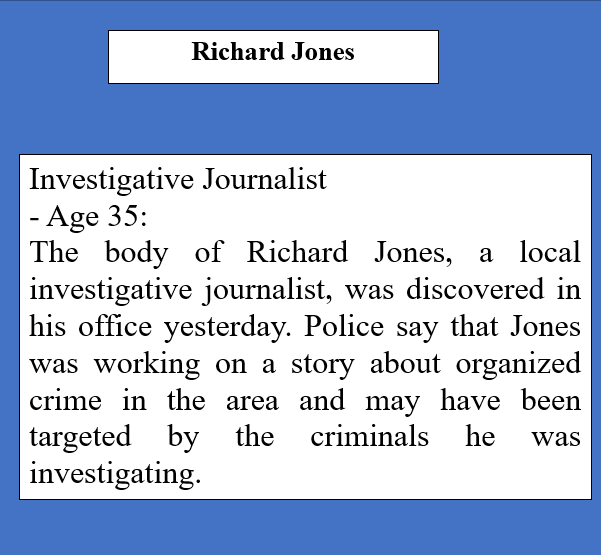 Richard Jones
Investigative Journalist
- Age 35:
The body of Richard Jones, a local
investigative journalist, was discovered in
his office yesterday. Police say that Jones
was working on a story about organized
crime in the area and may have been
targeted by the criminals he was
investigating.